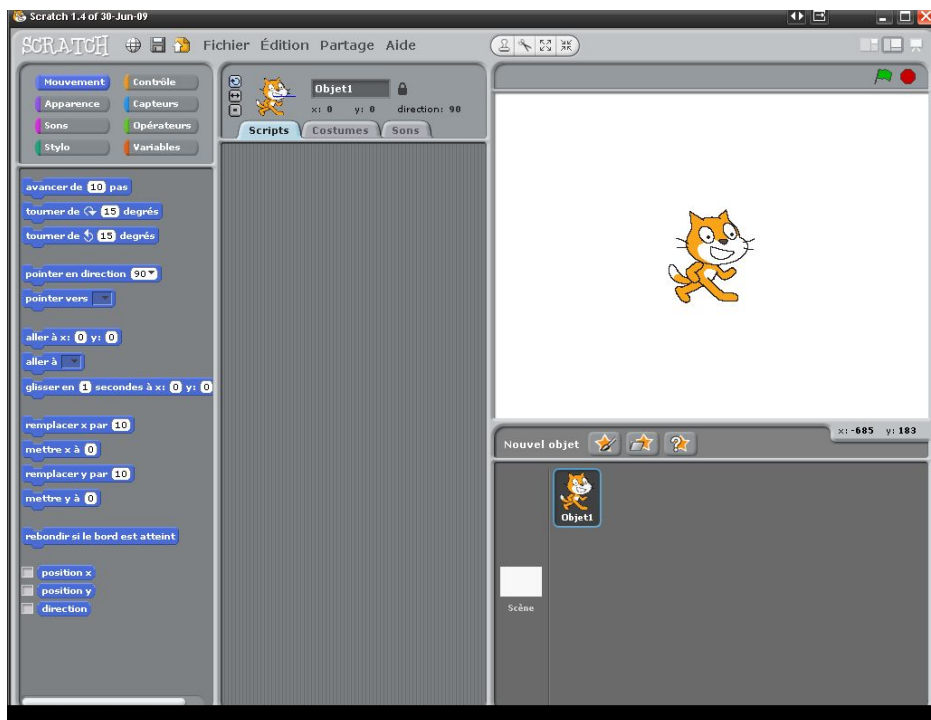 Scratch 1.4 of 30-Jun-09
SCRATCH Fichier Édition Partage Aide
Mouvement Contrôle
Apparence Capteurs
Sons Opérateurs
Stylo Variables
avancer de 10 pas
tourner de 15 degrés
tourner de 15 degrés
pointer en direction 90
pointer vers
aller à x: 0 y: 0
aller à
glisser en 1 secondes à x: 0 y: 0
remplacer x par 10
mettre x à 0
remplacer y par 10
mettre y à 0
rebondir si le bord est atteint
position x
position y
direction
Objet1
x: 0 y: 0 direction: 90
Scripts Costumes Sons
x: -685 y: 183
Nouvel objet
Objet1
Scène